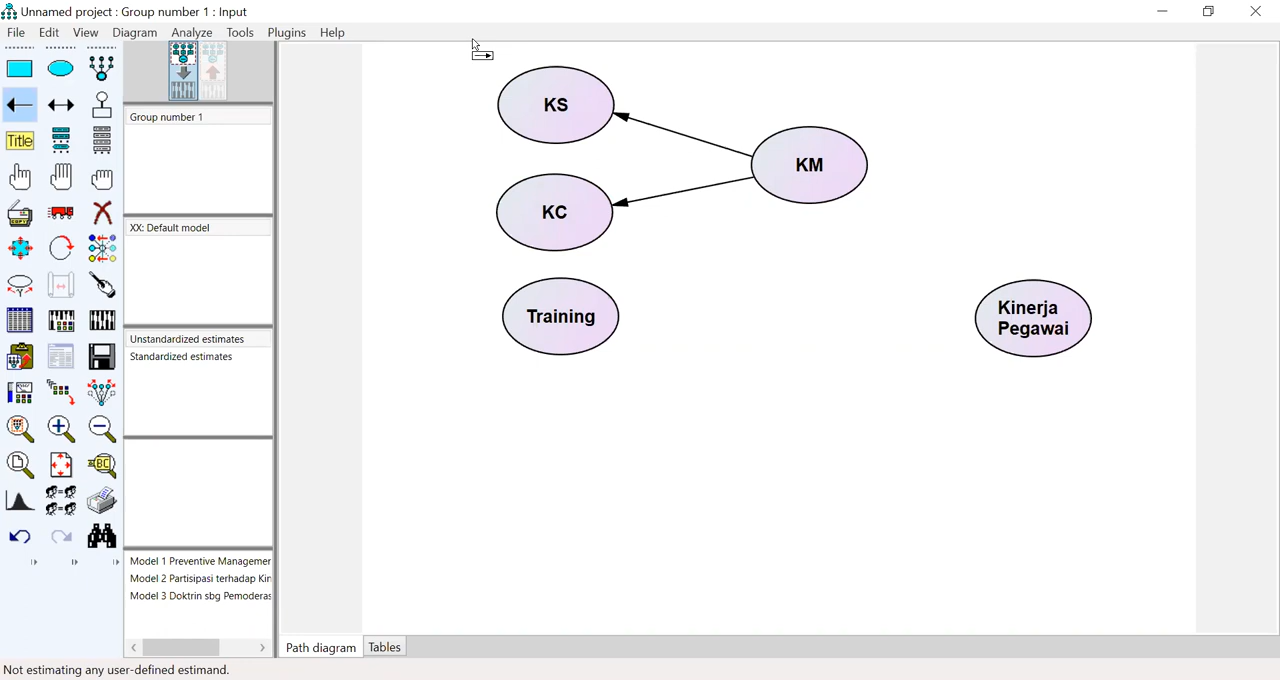 Unnamed project : Group number 1 : Input
File Edit View Diagram Analyze Tools Plugins Help
Title
COPY
BC
Group number 1
XX: Default model
Unstandardized estimates
Standardized estimates
Model 1 Preventive Managemer
Model 2 Partisipasi terhadap Kin
Model 3 Doktrin sbg Pemoderas
KS
KM
KC
Training
Kinerja
Pegawai
Path diagram Tables
Not estimating any user-defined estimand.